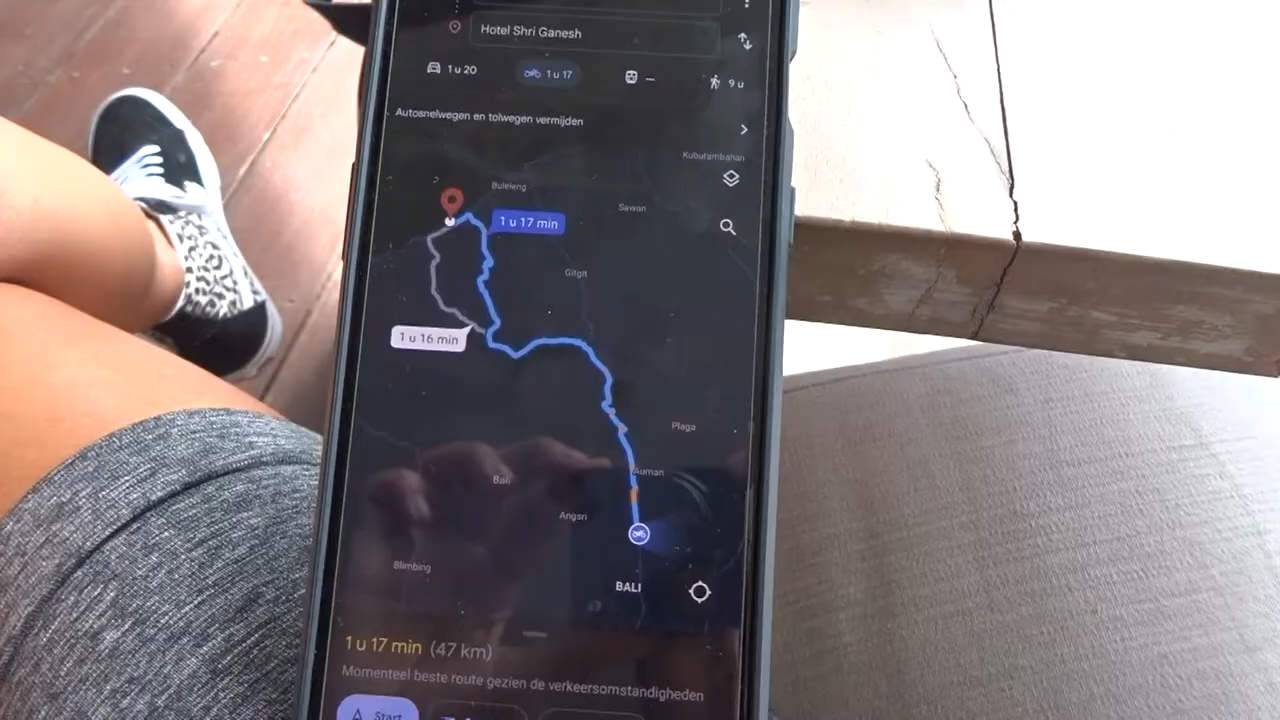 Hotel Shri Ganesh
1 u 20
1 u 17
—
9 u
Autosnelwegen en tolwegen vermijden
Kubutambahan
Buleleng
Sawan
1 u 17 min
Gitgit
1 u 16 min
Plaga
Auman
Bali
Angsri
Blimbing
BALI
1 u 17 min (47 km)
Momenteel beste route gezien de verkeersomstandigheden
Start